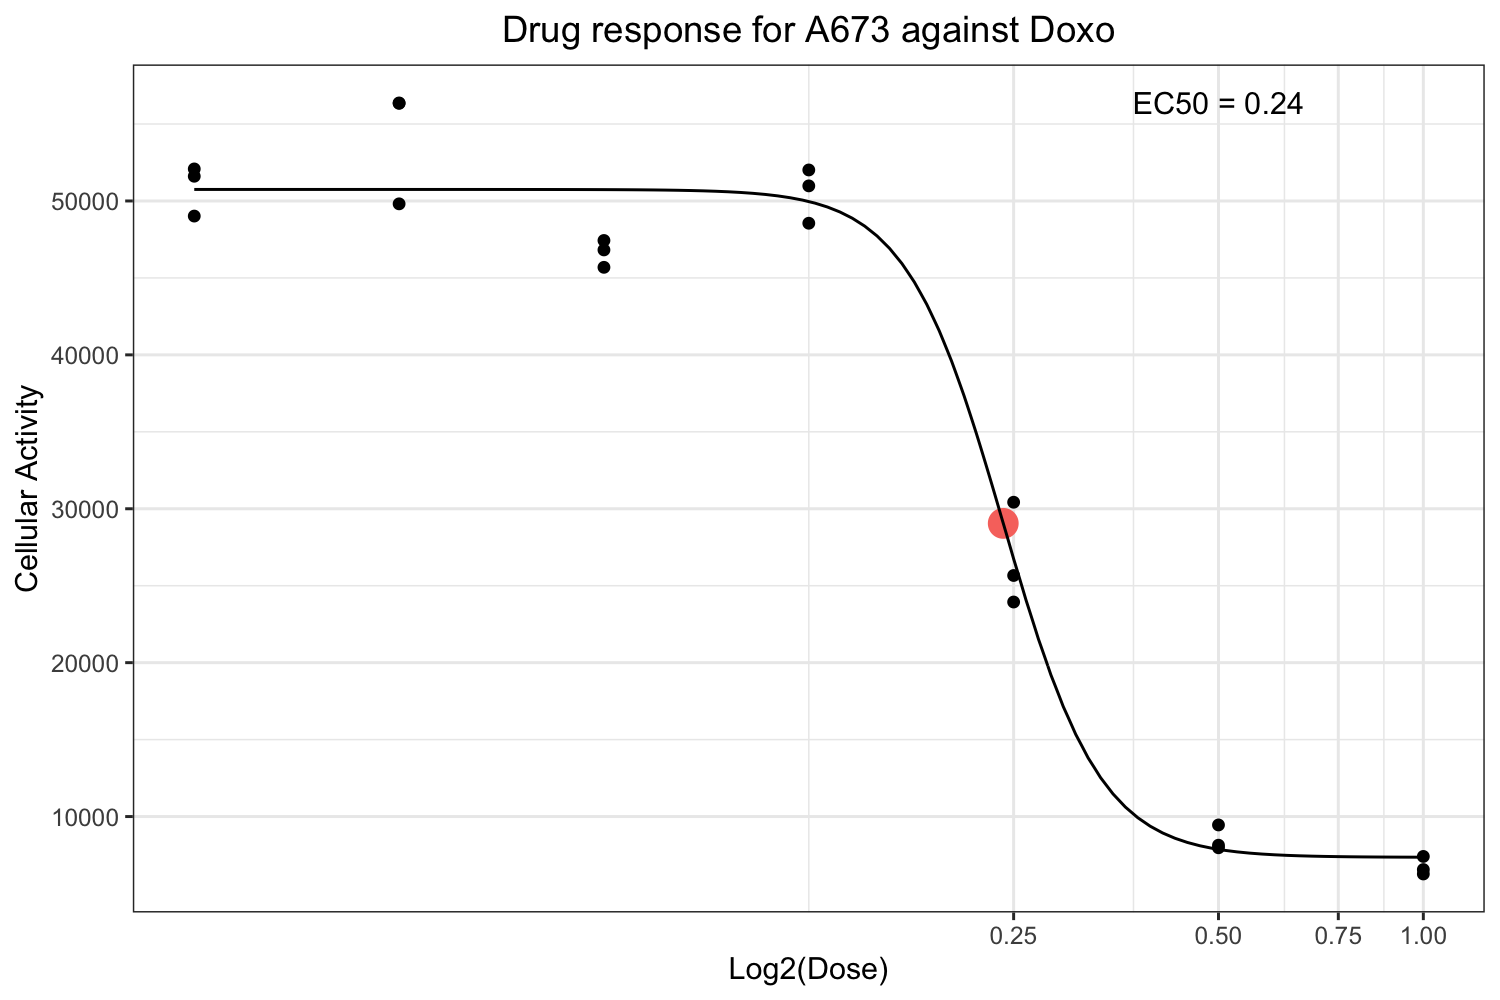 Drug response for A673 against Doxo
EC50 = 0.24
Cellular Activity
50000
40000
30000
20000
10000
0.25 0.50 0.75 1.00
Log2(Dose)